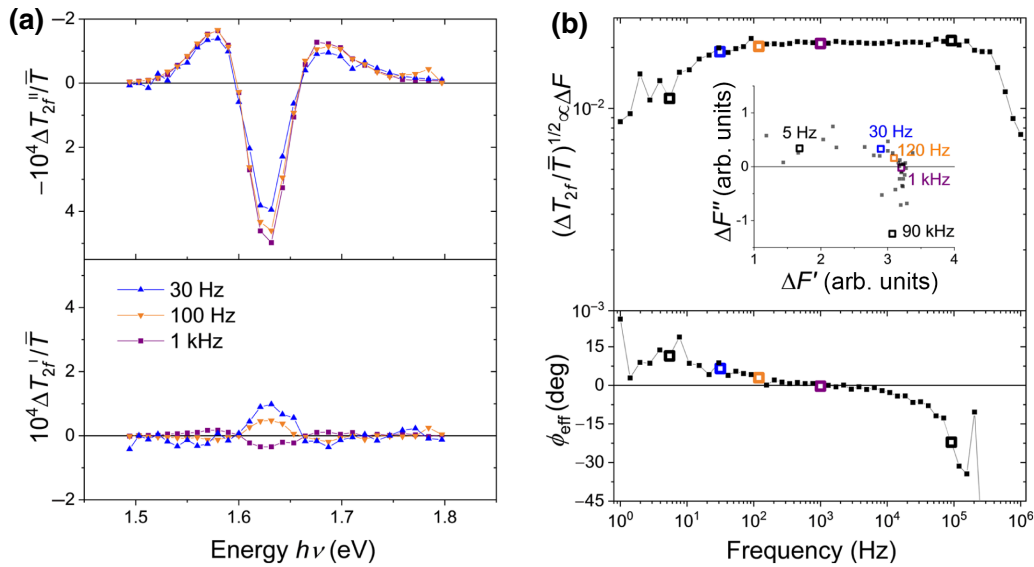 (a)
−10⁴ΔT₂f^II/T̅
−2
0
2
4
10⁴ΔT₂f^I/T̅
4
2
0
−2
30 Hz
100 Hz
1 kHz
1.5 1.6 1.7 1.8
Energy hν (eV)
(b)
(ΔT₂f/T̅)^1/2 ∝ ΔF
10⁻²
10⁻³
ΔF″ (arb. units)
1
0
-1
5 Hz
30 Hz
120 Hz
1 kHz
90 kHz
1 2 3 4
ΔF′ (arb. units)
ϕeff (deg)
15
0
-15
-30
-45
10⁰ 10¹ 10² 10³ 10⁴ 10⁵ 10⁶
Frequency (Hz)